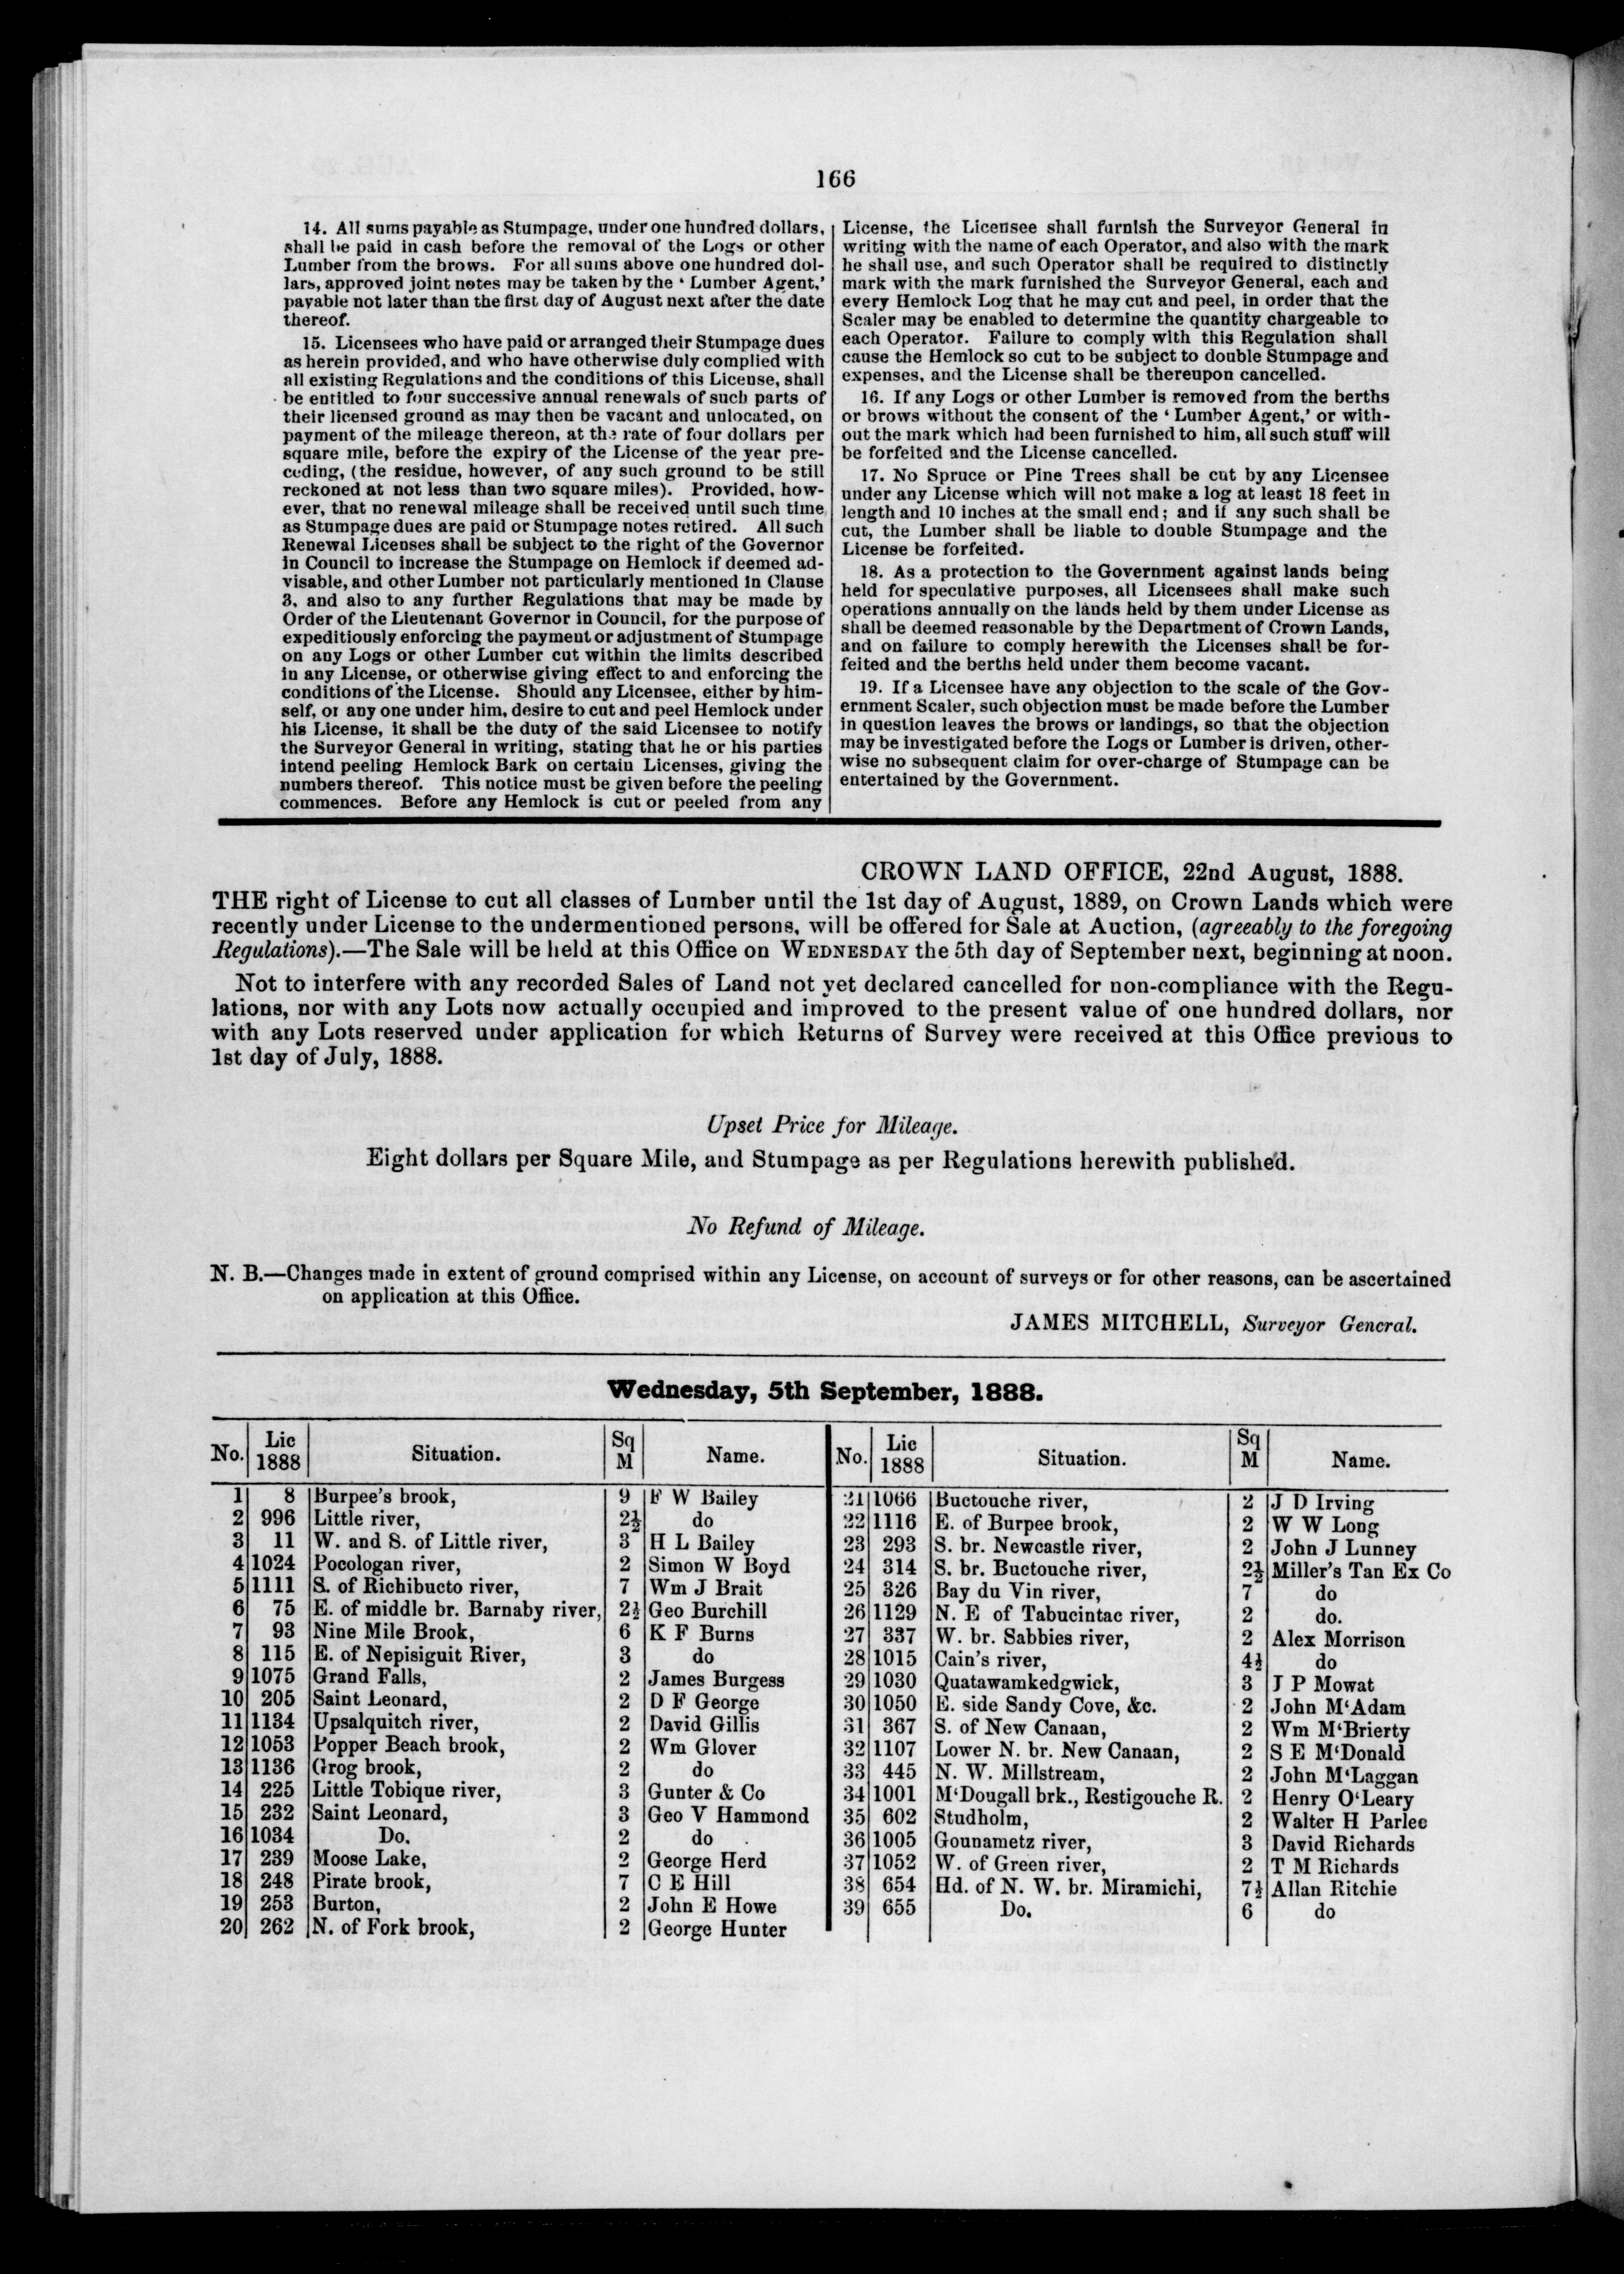 166
14. All sums payable as Stumpage, under one hundred dollars,
shall be paid in cash before the removal of the Logs or other
Lumber from the brows. For all sums above one hundred dol-
lars, approved joint notes may be taken by the ‘ Lumber Agent,’
payable not later than the first day of August next after the date
thereof.
15. Licensees who have paid or arranged their Stumpage dues
as herein provided, and who have otherwise duly complied with
all existing Regulations and the conditions of this License, shall
be entitled to four successive annual renewals of such parts of
their licensed ground as may then be vacant and unlocated, on
payment of the mileage thereon, at the rate of four dollars per
square mile, before the expiry of the License of the year pre-
ceding, (the residue, however, of any such ground to be still
reckoned at not less than two square miles). Provided, how-
ever, that no renewal mileage shall be received until such time
as Stumpage dues are paid or Stumpage notes retired. All such
Renewal Licenses shall be subject to the right of the Governor
in Council to increase the Stumpage on Hemlock if deemed ad-
visable, and other Lumber not particularly mentioned in Clause
3, and also to any further Regulations that may be made by
Order of the Lieutenant Governor in Council, for the purpose of
expeditiously enforcing the payment or adjustment of Stumpage
on any Logs or other Lumber cut within the limits described
in any License, or otherwise giving effect to and enforcing the
conditions of the License. Should any Licensee, either by him-
self, or any one under him, desire to cut and peel Hemlock under
his License, it shall be the duty of the said Licensee to notify
the Surveyor General in writing, stating that he or his parties
intend peeling Hemlock Bark on certain Licenses, giving the
numbers thereof. This notice must be given before the peeling
commences. Before any Hemlock is cut or peeled from any
License, the Licensee shall furnish the Surveyor General in
writing with the name of each Operator, and also with the mark
he shall use, and such Operator shall be required to distinctly
mark with the mark furnished the Surveyor General, each and
every Hemlock Log that he may cut and peel, in order that the
Scaler may be enabled to determine the quantity chargeable to
each Operator. Failure to comply with this Regulation shall
cause the Hemlock so cut to be subject to double Stumpage and
expenses, and the License shall be thereupon cancelled.
16. If any Logs or other Lumber is removed from the berths
or brows without the consent of the ‘ Lumber Agent,’ or with-
out the mark which had been furnished to him, all such stuff will
be forfeited and the License cancelled.
17. No Spruce or Pine Trees shall be cut by any Licensee
under any License which will not make a log at least 18 feet in
length and 10 inches at the small end; and if any such shall be
cut, the Lumber shall be liable to double Stumpage and the
License be forfeited.
18. As a protection to the Government against lands being
held for speculative purposes, all Licensees shall make such
operations annually on the lands held by them under License as
shall be deemed reasonable by the Department of Crown Lands,
and on failure to comply herewith the Licenses shall be for-
feited and the berths held under them become vacant.
19. If a Licensee have any objection to the scale of the Gov-
ernment Scaler, such objection must be made before the Lumber
in question leaves the brows or landings, so that the objection
may be investigated before the Logs or Lumber is driven, other-
wise no subsequent claim for over-charge of Stumpage can be
entertained by the Government.
CROWN LAND OFFICE, 22nd August, 1888.
THE right of License to cut all classes of Lumber until the 1st day of August, 1889, on Crown Lands which were
recently under License to the undermentioned persons, will be offered for Sale at Auction, (agreeably to the foregoing
Regulations).—The Sale will be held at this Office on WEDNESDAY the 5th day of September next, beginning at noon.
Not to interfere with any recorded Sales of Land not yet declared cancelled for non-compliance with the Regu-
lations, nor with any Lots now actually occupied and improved to the present value of one hundred dollars, nor
with any Lots reserved under application for which Returns of Survey were received at this Office previous to
1st day of July, 1888.
Upset Price for Mileage.
Eight dollars per Square Mile, and Stumpage as per Regulations herewith published.
No Refund of Mileage.
N. B.—Changes made in extent of ground comprised within any License, on account of surveys or for other reasons, can be ascertained
on application at this Office.
JAMES MITCHELL, Surveyor General.
Wednesday, 5th September, 1888.
No. Lic 1888 Situation. Sq M Name.
1 8 Burpee's brook, 9 F W Bailey
2 996 Little river, 2½ do
3 11 W. and S. of Little river, 3 H L Bailey
4 1024 Pocologan river, 2 Simon W Boyd
5 1111 S. of Richibucto river, 7 Wm J Brait
6 75 E. of middle br. Barnaby river, 2½ Geo Burchill
7 93 Nine Mile Brook, 6 K F Burns
8 115 E. of Nepisiguit River, 3 do
9 1075 Grand Falls, 2 James Burgess
10 205 Saint Leonard, 2 D F George
11 1134 Upsalquitch river, 2 David Gillis
12 1053 Popper Beach brook, 2 Wm Glover
13 1136 Grog brook, 2 do
14 225 Little Tobique river, 3 Gunter & Co
15 232 Saint Leonard, 3 Geo V Hammond
16 1034 Do. 2 do
17 239 Moose Lake, 2 George Herd
18 248 Pirate brook, 7 C E Hill
19 253 Burton, 2 John E Howe
20 262 N. of Fork brook, 2 George Hunter
No. Lic 1888 Situation. Sq M Name.
21 1066 Buctouche river, 2 J D Irving
22 1116 E. of Burpee brook, 2 W W Long
23 293 S. br. Newcastle river, 2 John J Lunney
24 314 S. br. Buctouche river, 2½ Miller's Tan Ex Co
25 326 Bay du Vin river, 7 do
26 1129 N. E of Tabucintac river, 2 do.
27 337 W. br. Sabbies river, 2 Alex Morrison
28 1015 Cain's river, 4½ do
29 1030 Quatawamkedgwick, 3 J P Mowat
30 1050 E. side Sandy Cove, &c. 2 John M‘Adam
31 367 S. of New Canaan, 2 Wm M‘Brierty
32 1107 Lower N. br. New Canaan, 2 S E M‘Donald
33 445 N. W. Millstream, 2 John M‘Laggan
34 1001 M‘Dougall brk., Restigouche R. 2 Henry O‘Leary
35 602 Studholm, 2 Walter H Parlee
36 1005 Gounametz river, 3 David Richards
37 1052 W. of Green river, 2 T M Richards
38 654 Hd. of N. W. br. Miramichi, 7½ Allan Ritchie
39 655 Do. 6 do